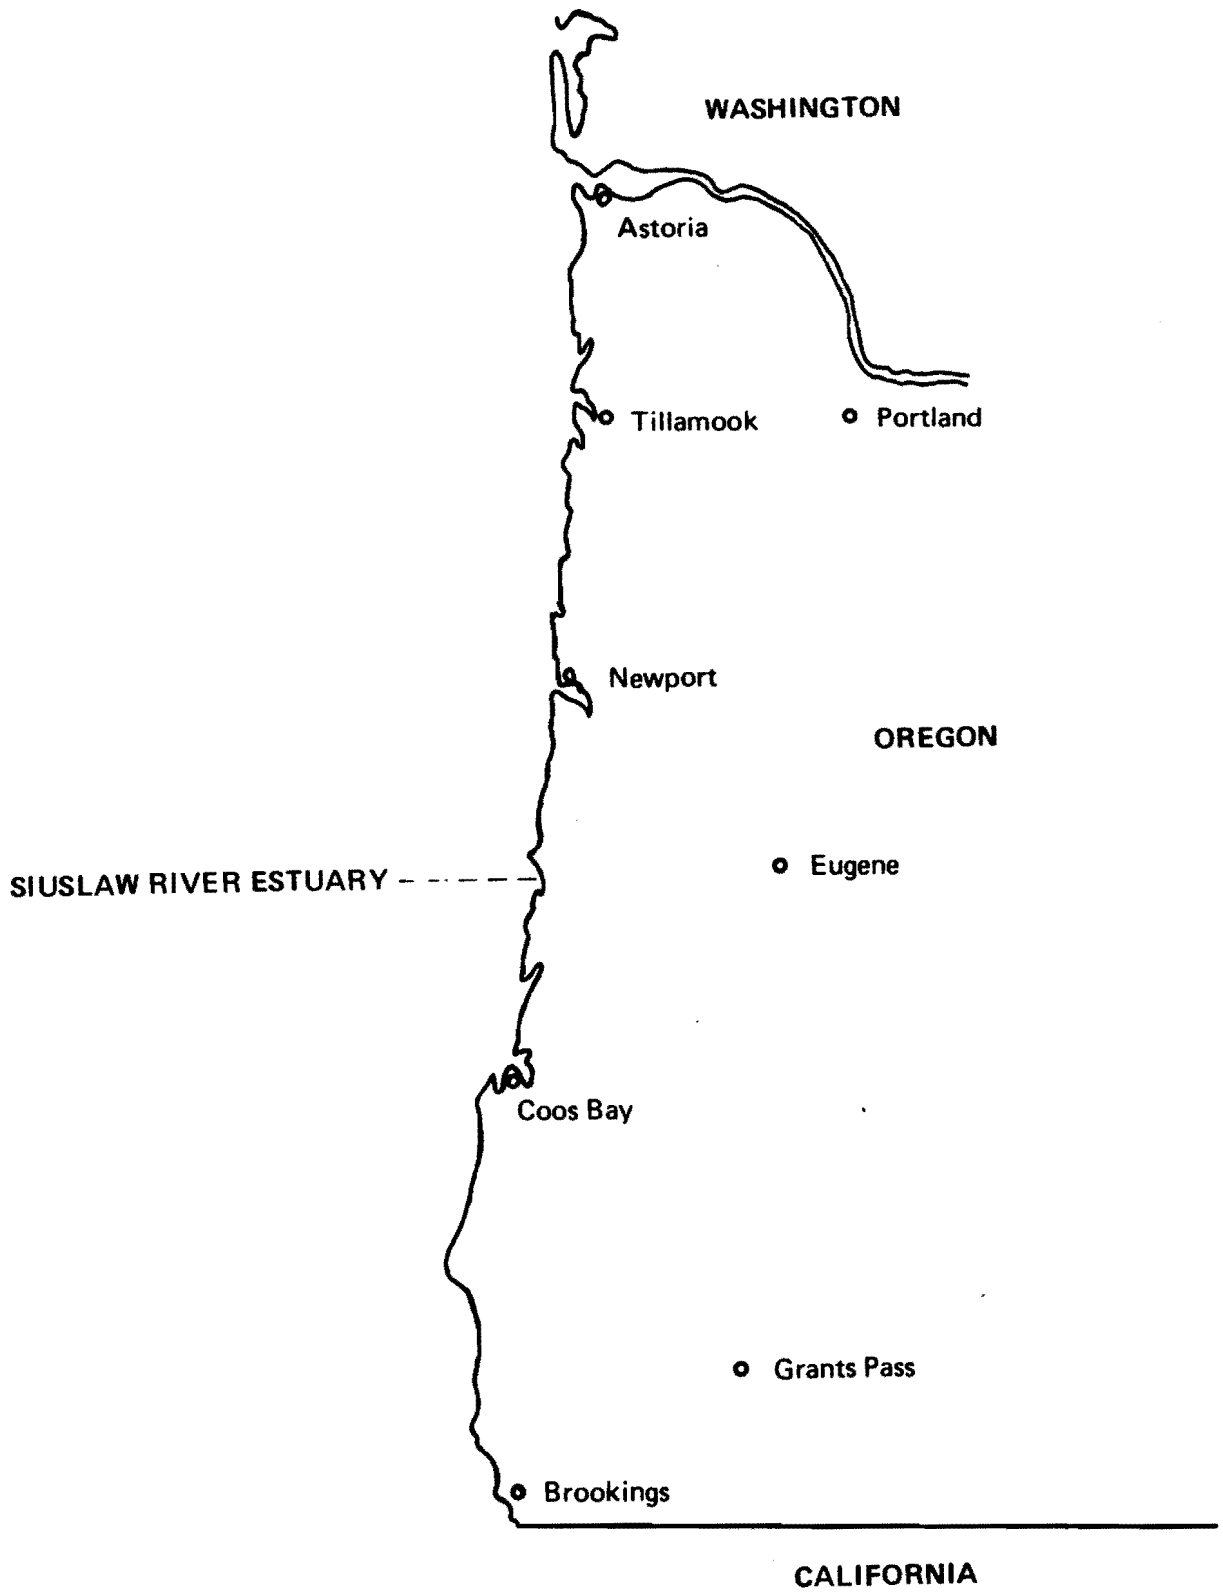 WASHINGTON
Astoria
Tillamook
Portland
Newport
OREGON
Eugene
SIUSLAW RIVER ESTUARY
Coos Bay
Grants Pass
Brookings
CALIFORNIA